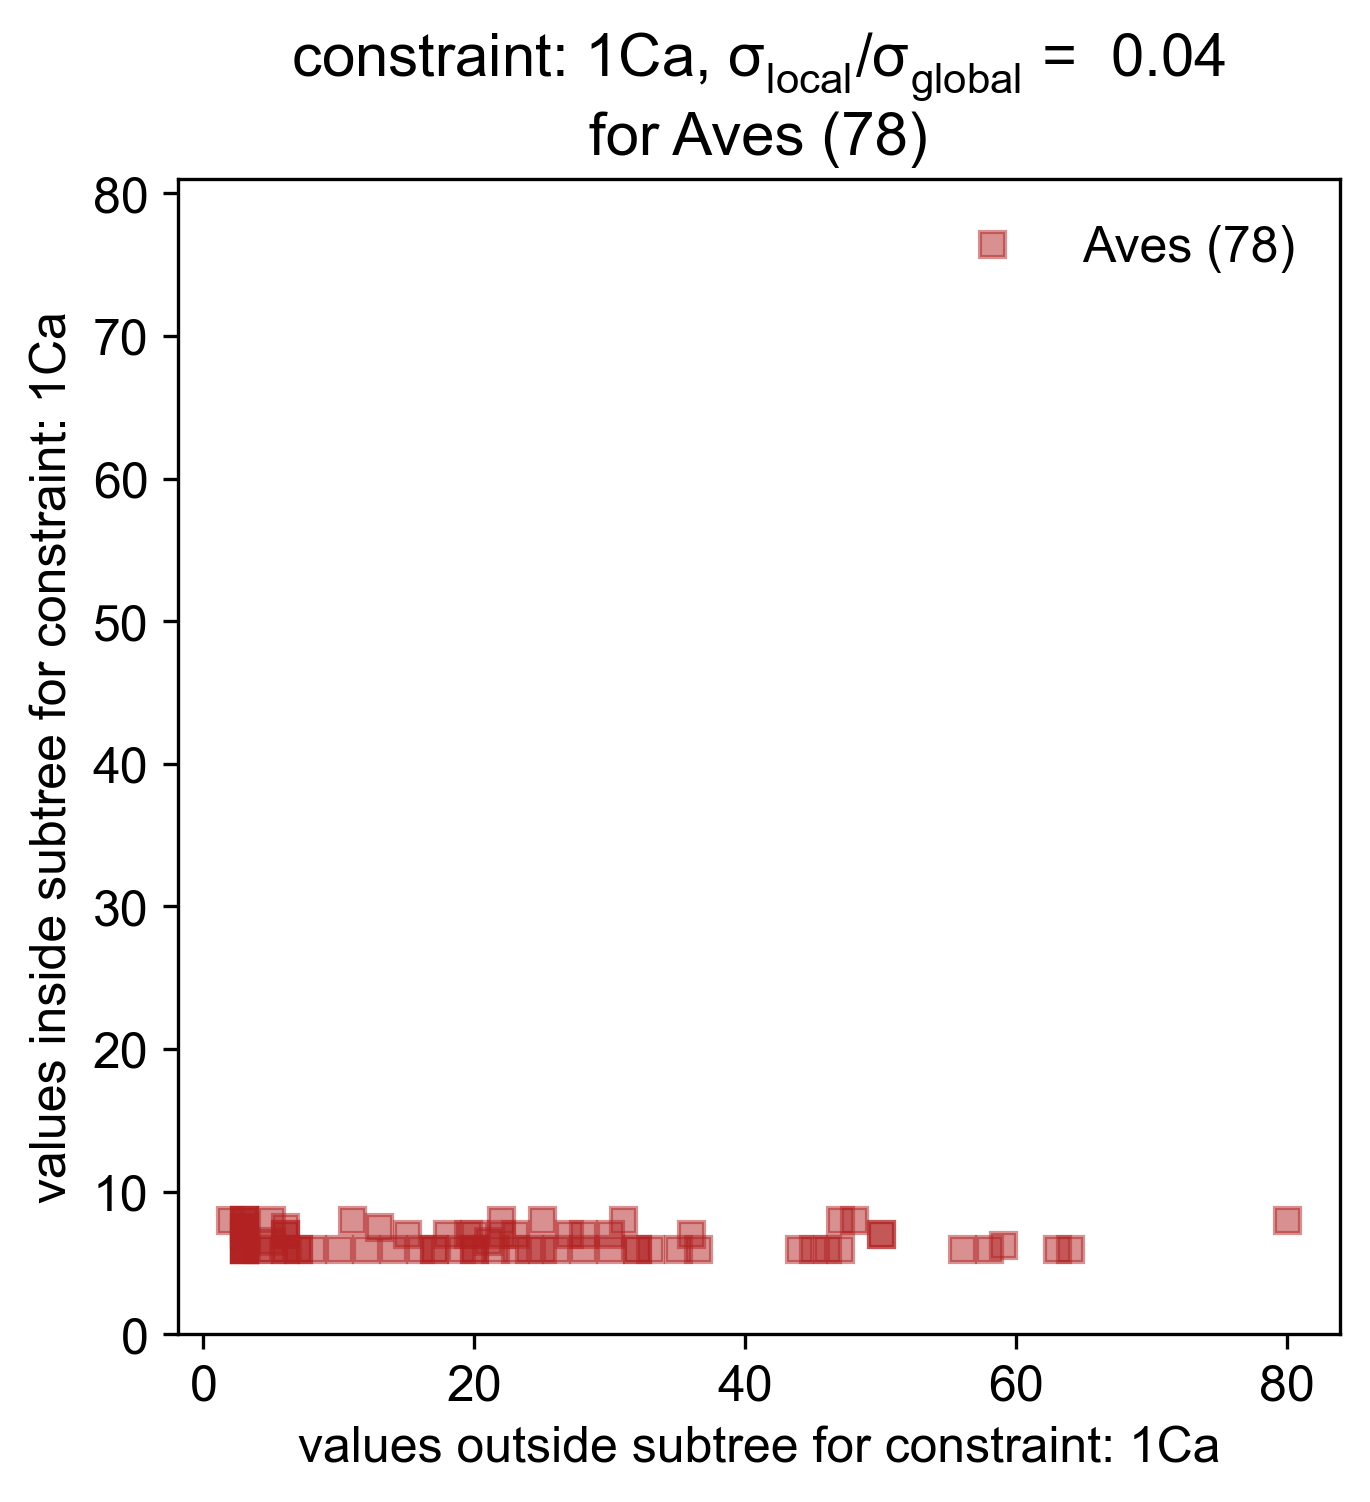 constraint: 1Ca, σlocal/σglobal = 0.04
for Aves (78)
80
70
60
50
40
30
20
10
0
values inside subtree for constraint: 1Ca
Aves (78)
0 20 40 60 80
values outside subtree for constraint: 1Ca